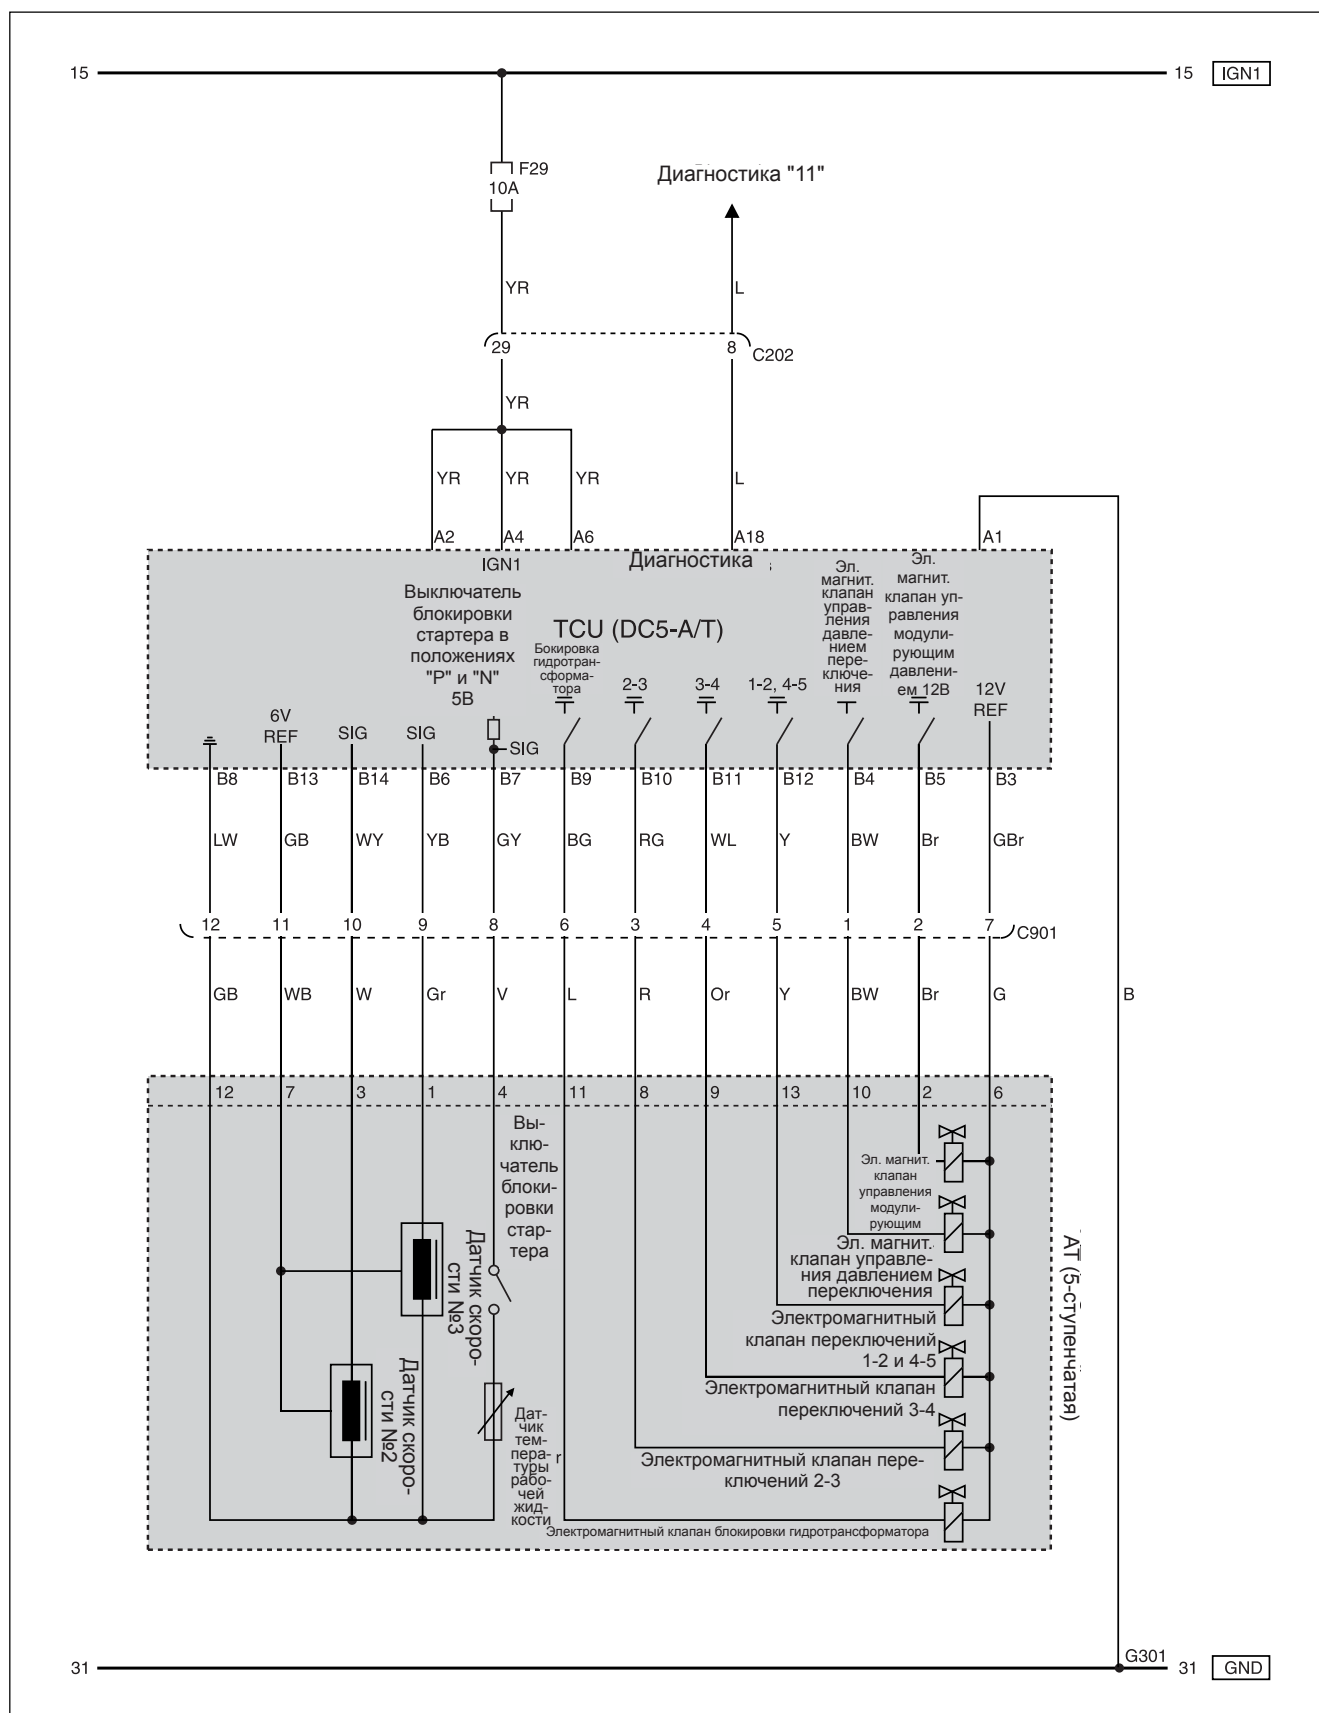 15
15 IGN1
F29
10A
Диагностика "11"
YR L
29 8 C202
YR
YR YR YR L
A2 A4 A6 A18 A1
IGN1
Диагностика
Выключатель
блокировки
стартера в
положениях
"P" и "N"
5В
TCU (DC5-A/T)
Бокировка
гидротран-
сформа-
тора
2-3
3-4
1-2, 4-5
Эл.
магнит.
клапан
управ-
ления
давле-
нием
пере-
ключе-
ния
Эл.
магнит.
клапан уп-
равления
модули-
рующим
давлени-
ем 12В
12V
REF
6V
REF
SIG
SIG
SIG
B8 B13 B14 B6 B7 B9 B10 B11 B12 B4 B5 B3
LW GB WY YB GY BG RG WL Y BW Br GBr
12 11 10 9 8 6 3 4 5 1 2 7 C901
GB WB W Gr V L R Or Y BW Br G B
12 7 3 1 4 11 8 9 13 10 2 6
Вы-
клю-
чатель
блоки-
ровки
стар-
тера
Эл. магнит.
клапан
управления
модули-
рующим
Эл. магнит.
клапан управле-
ния давлением
переключения
Электромагнитный
клапан переключений
1-2 и 4-5
Электромагнитный клапан
переключений 3-4
Электромагнитный клапан пере-
ключений 2-3
Электромагнитный клапан блокировки гидротрансформатора
Датчик скоро-
сти №3
Датчик скоро-
сти №2
Дат-
чик
тем-
пера-
туры
рабо-
чей
жид-
кости
r
АТ (5-ступенчатая)
G301
31
31 GND